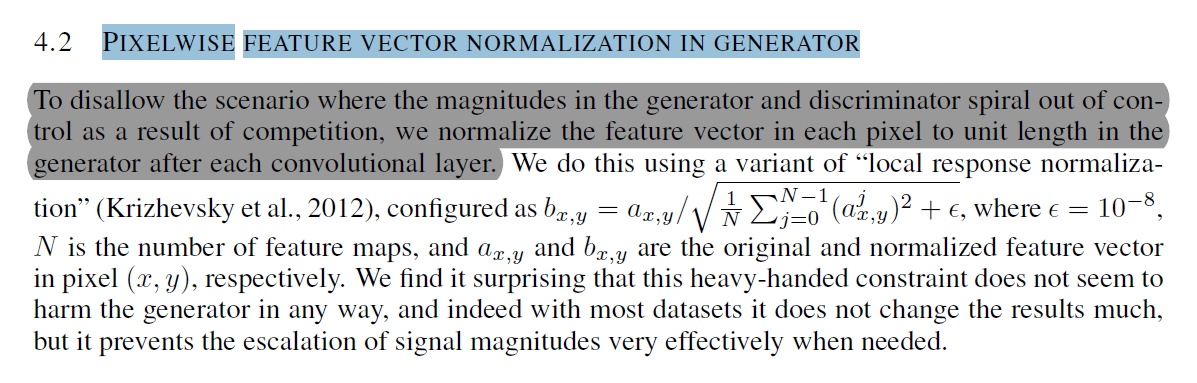 4.2 PIXELWISE FEATURE VECTOR NORMALIZATION IN GENERATOR
To disallow the scenario where the magnitudes in the generator and discriminator spiral out of con-
trol as a result of competition, we normalize the feature vector in each pixel to unit length in the
generator after each convolutional layer. We do this using a variant of “local response normaliza-
tion” (Krizhevsky et al., 2012), configured as b_{x,y} = a_{x,y}/\sqrt{\frac{1}{N}\sum_{j=0}^{N-1}(a_{x,y}^{j})^2 + ϵ}, where ϵ = 10^{-8},
N is the number of feature maps, and a_{x,y} and b_{x,y} are the original and normalized feature vector
in pixel (x, y), respectively. We find it surprising that this heavy-handed constraint does not seem to
harm the generator in any way, and indeed with most datasets it does not change the results much,
but it prevents the escalation of signal magnitudes very effectively when needed.